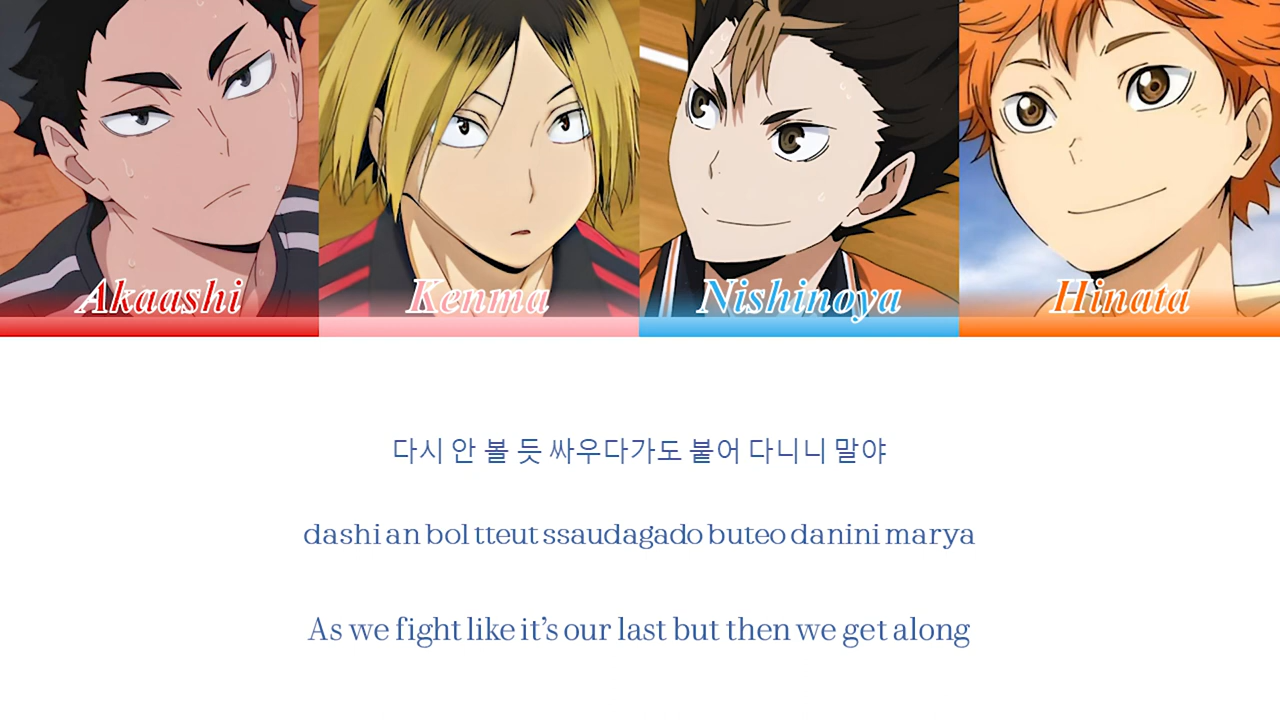 Akaashi Kenma Nishinoya Hinata
다시 안 볼 듯 싸우다가도 붙어 다니니 말야
dashi an bol tteut ssaudagado buteo danini marya
As we fight like it’s our last but then we get along